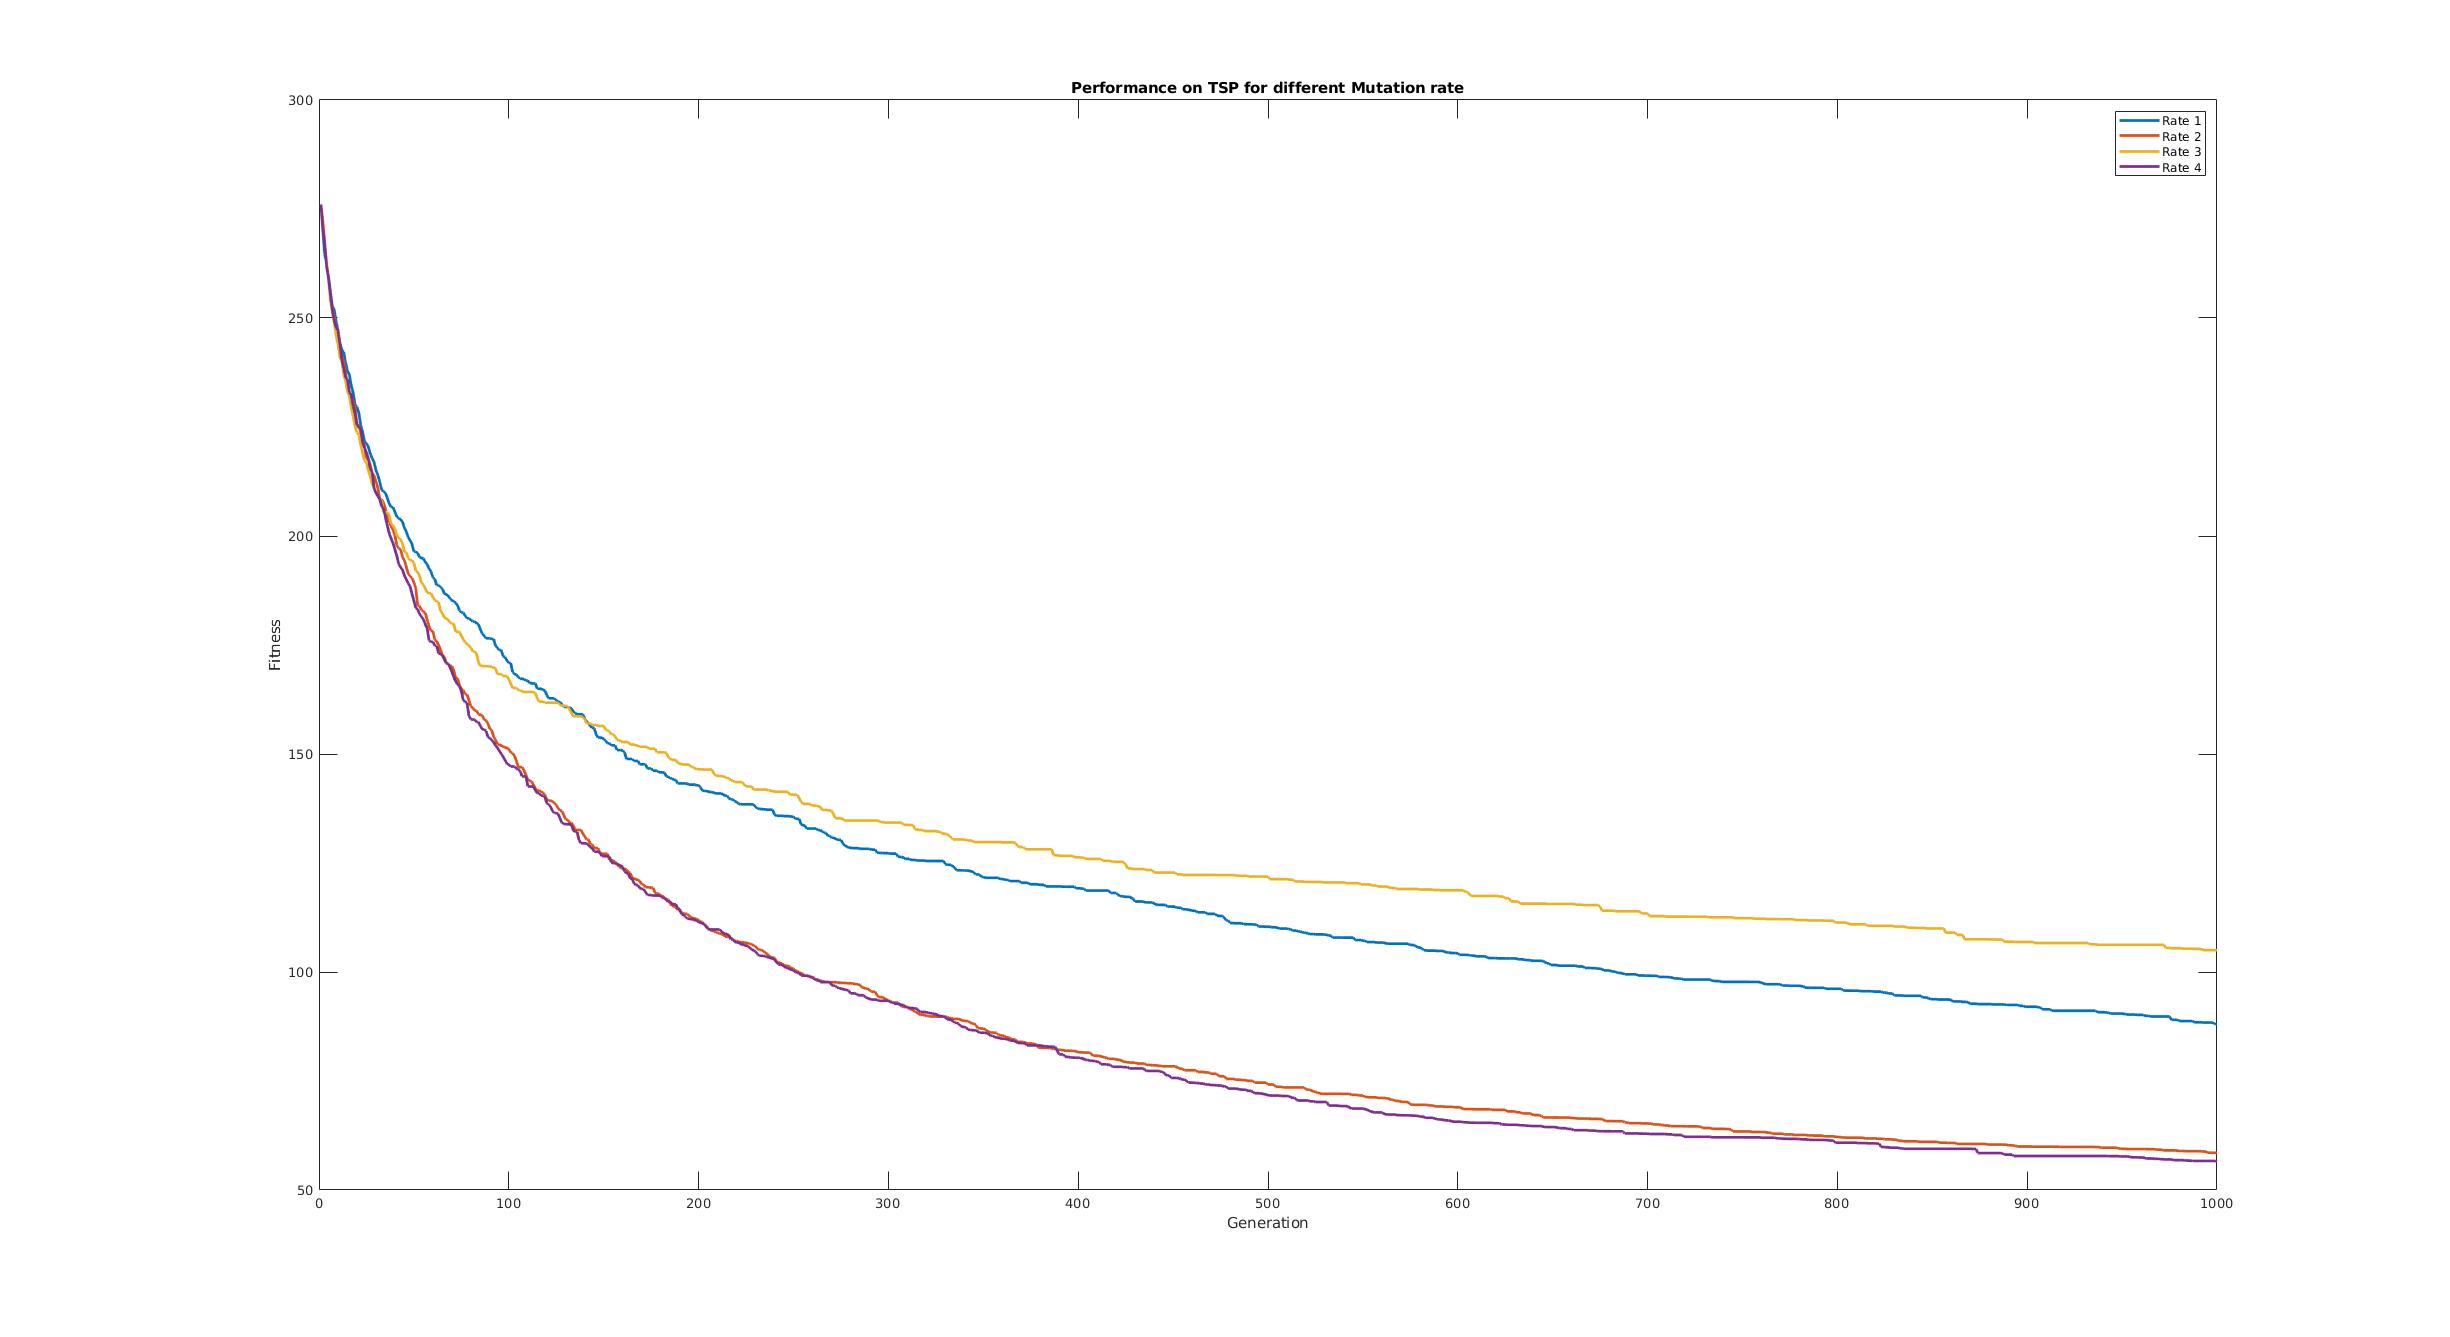 Performance on TSP for different Mutation rate
300
250
200
150
100
50
Fitness
Rate 1
Rate 2
Rate 3
Rate 4
0 100 200 300 400 500 600 700 800 900 1000
Generation